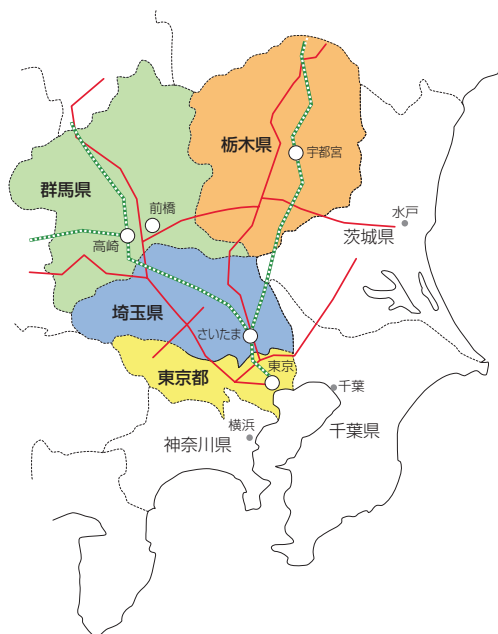 栃木県
宇都宮
群馬県
前橋
水戸
茨城県
高崎
埼玉県
さいたま
東京
東京都
千葉
横浜
千葉県
神奈川県